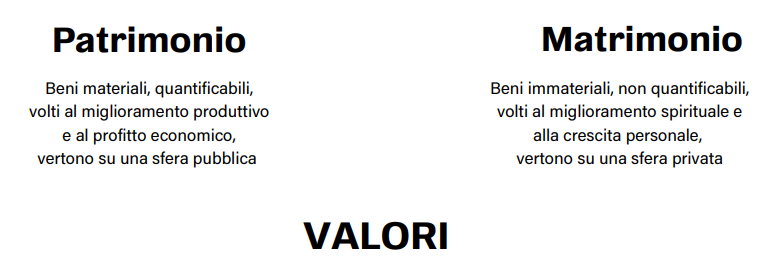 Patrimonio
Beni materiali, quantificabili,
volti al miglioramento produttivo
e al profitto economico,
vertono su una sfera pubblica
Matrimonio
Beni immateriali, non quantificabili,
volti al miglioramento spirituale e
alla crescita personale,
vertono su una sfera privata
VALORI